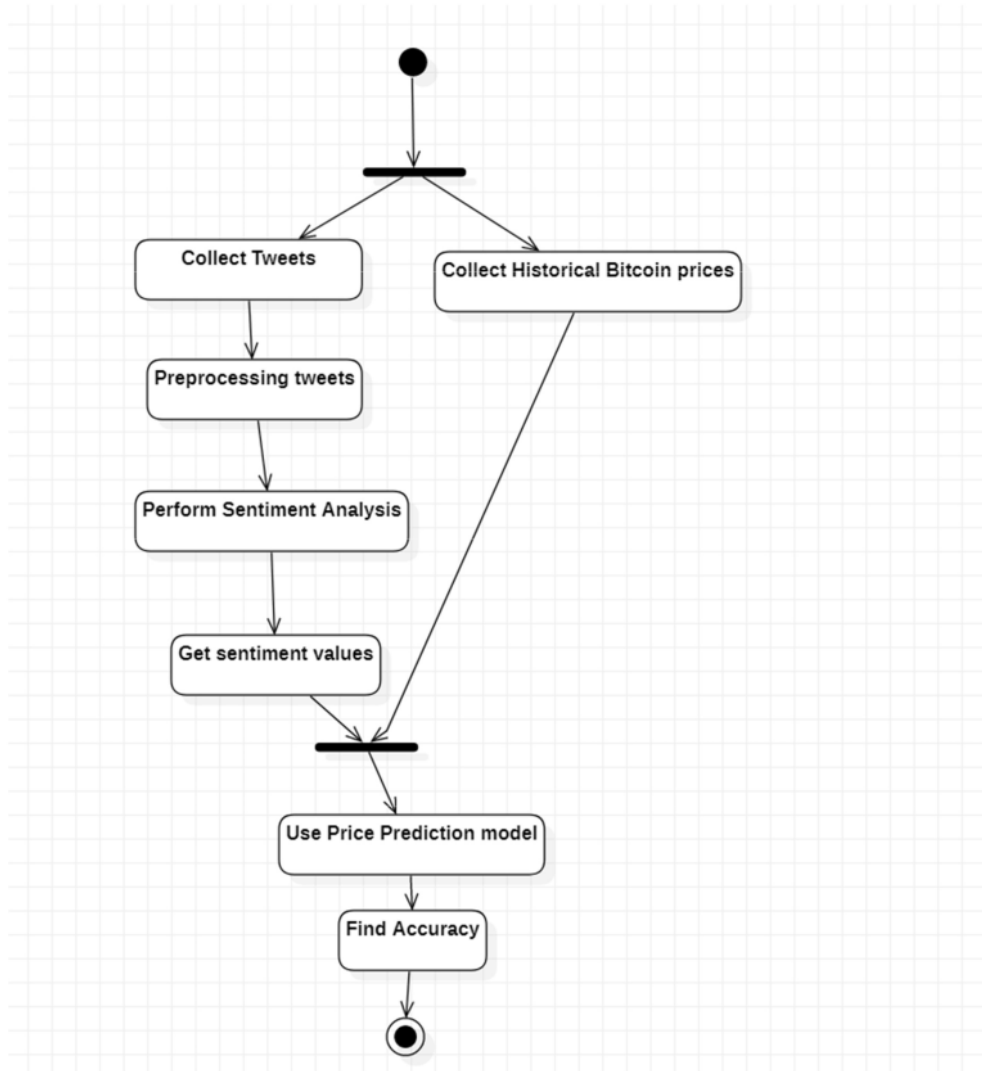 Collect Tweets
Collect Historical Bitcoin prices
Preprocessing tweets
Perform Sentiment Analysis
Get sentiment values
Use Price Prediction model
Find Accuracy